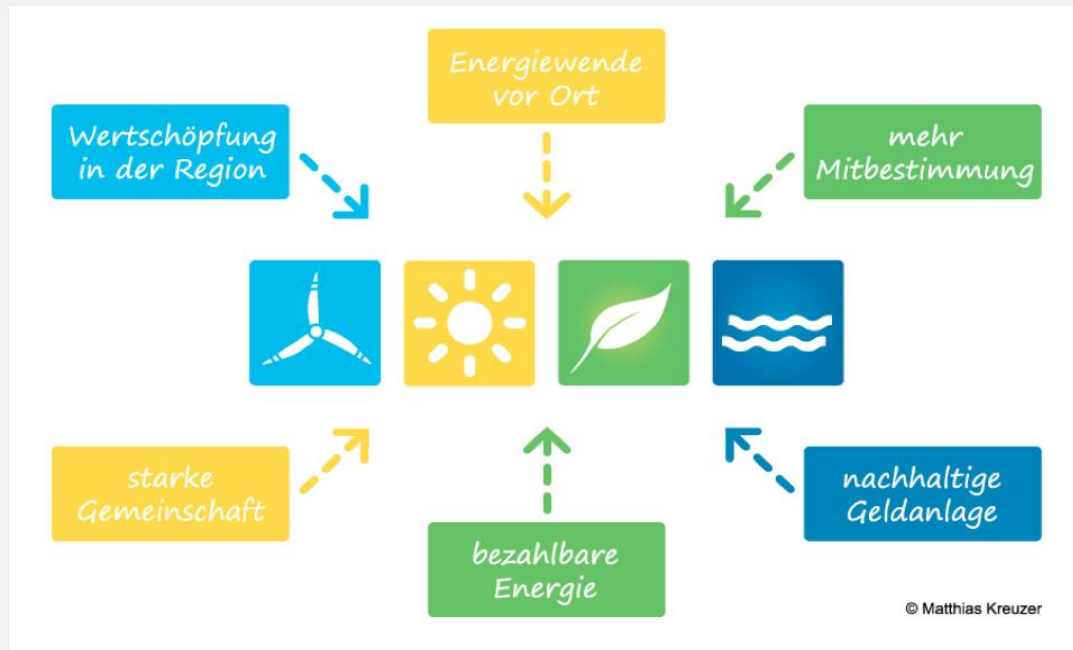 Energiewende
vor Ort
Wertschöpfung
in der Region
mehr
Mitbestimmung
starke
Gemeinschaft
bezahlbare
Energie
nachhaltige
Geldanlage
© Matthias Kreuzer